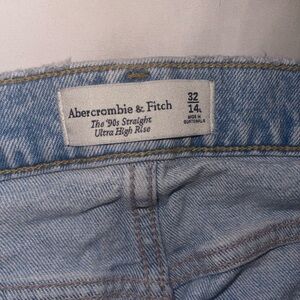 Abercrombie & Fitch
The '90s Straight
Ultra High Rise
32
14L
MADE IN
GUATEMALA